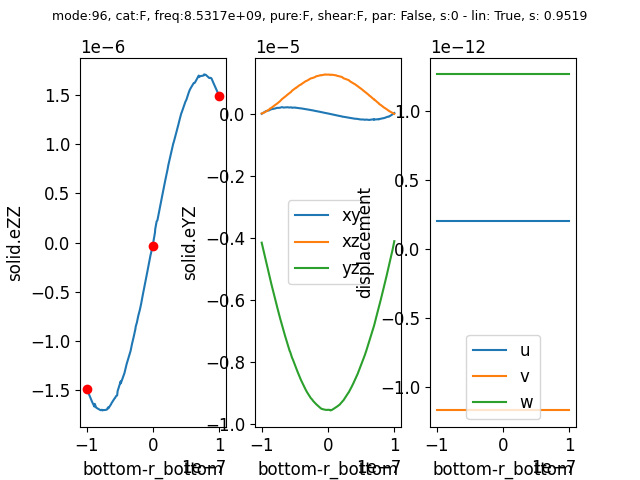 mode:96, cat:F, freq:8.5317e+09, pure:F, shear:F, par: False, s:0 - lin: True, s: 0.9519
1e−6
1e−5
1e−12
1.5
1.0
0.5
0.0
−0.5
−1.0
−1.5
solid.eZZ
−1
0
1
1e−7
bottom-r_bottom
0.0
−0.2
−0.4
−0.6
−0.8
−1.0
solid.eYZ
xy
xz
yz
−1
0
1
1e−7
bottom-r_bottom
1.0
0.5
0.0
−0.5
−1.0
displacement
u
v
w
−1
0
1
1e−7
bottom-r_bottom